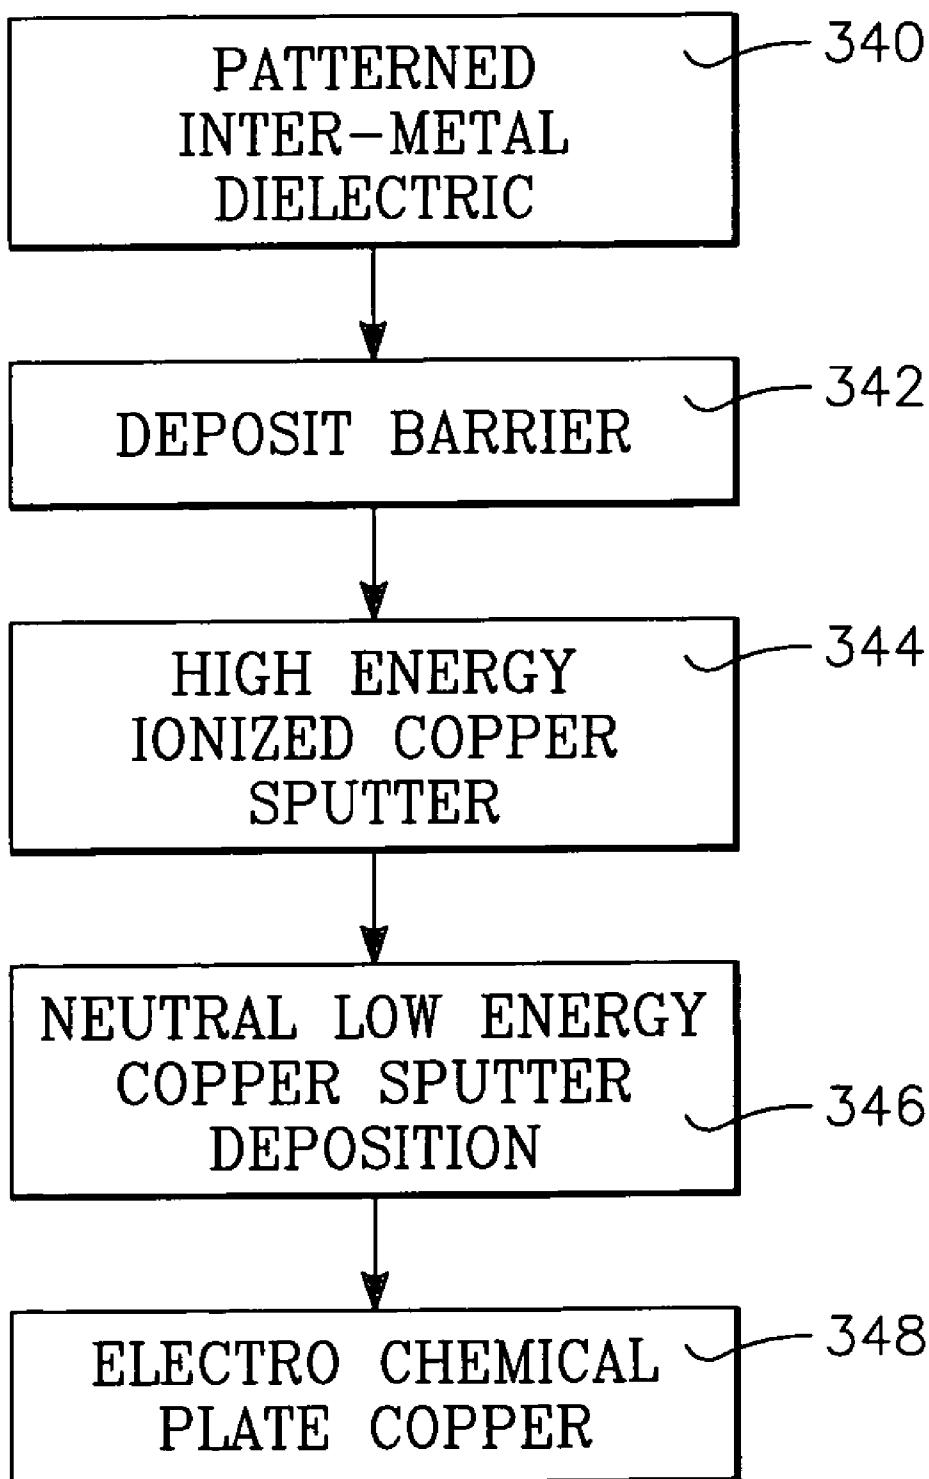 PATTERNED
INTER-METAL
DIELECTRIC
340
DEPOSIT BARRIER
342
HIGH ENERGY
IONIZED COPPER
SPUTTER
344
NEUTRAL LOW ENERGY
COPPER SPUTTER
DEPOSITION
346
ELECTRO CHEMICAL
PLATE COPPER
348